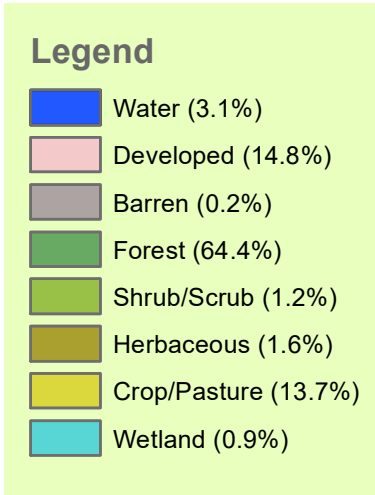 Legend
Water (3.1%)
Developed (14.8%)
Barren (0.2%)
Forest (64.4%)
Shrub/Scrub (1.2%)
Herbaceous (1.6%)
Crop/Pasture (13.7%)
Wetland (0.9%)